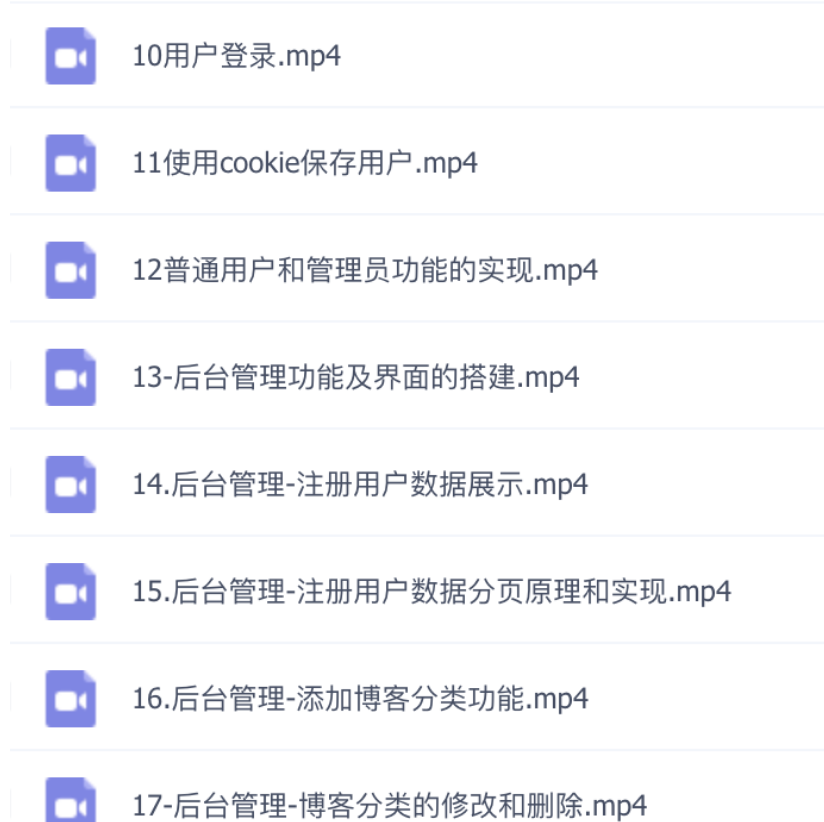 10用户登录.mp4
11使用cookie保存用户.mp4
12普通用户和管理员功能的实现.mp4
13-后台管理功能及界面的搭建.mp4
14.后台管理-注册用户数据展示.mp4
15.后台管理-注册用户数据分页原理和实现.mp4
16.后台管理-添加博客分类功能.mp4
17-后台管理-博客分类的修改和删除.mp4